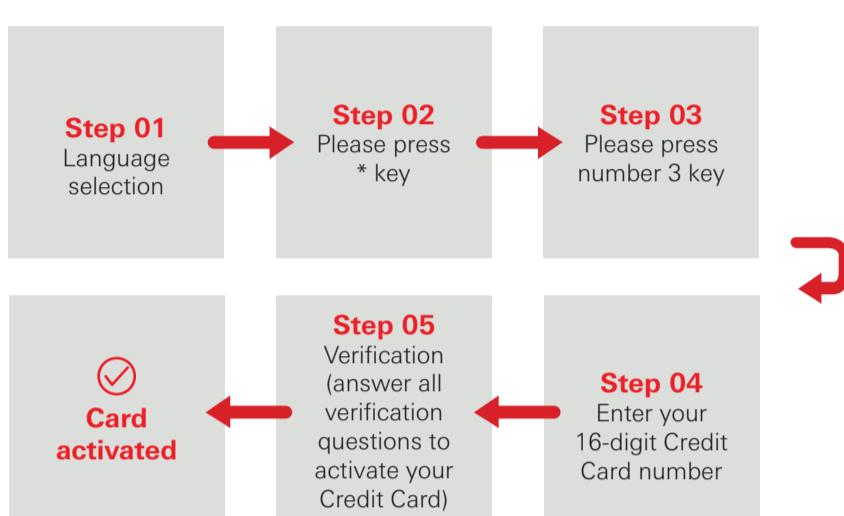 Step 01
Language
selection
Step 02
Please press
* key
Step 03
Please press
number 3 key
Step 04
Enter your
16-digit Credit
Card number
Step 05
Verification
(answer all
verification
questions to
activate your
Credit Card)
Card
activated